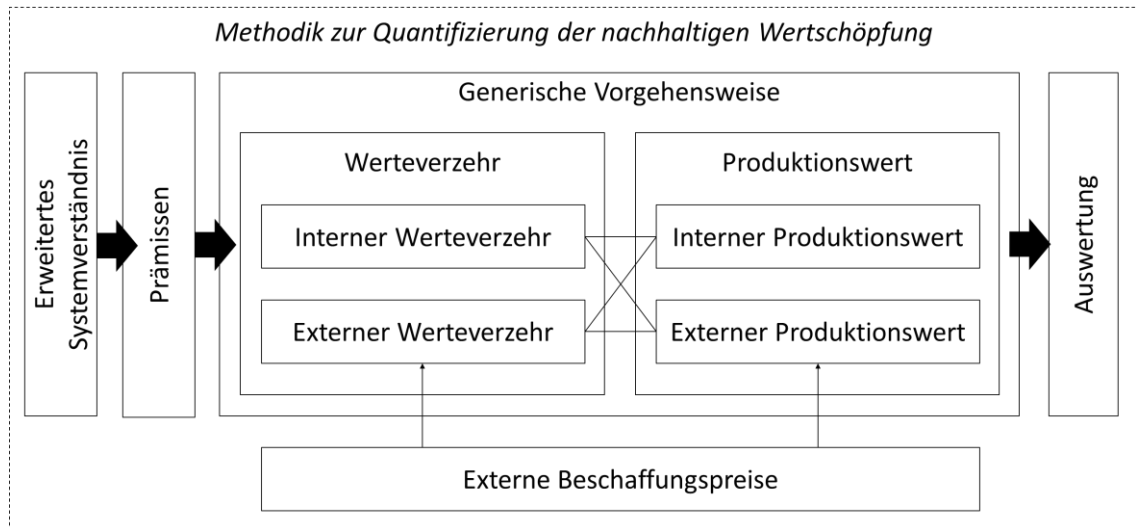 Methodik zur Quantifizierung der nachhaltigen Wertschöpfung
Erweitertes
Systemverständnis
Prämissen
Generische Vorgehensweise
Werteverzehr
Interner Werteverzehr
Externer Werteverzehr
Produktionswert
Interner Produktionswert
Externer Produktionswert
Auswertung
Externe Beschaffungspreise